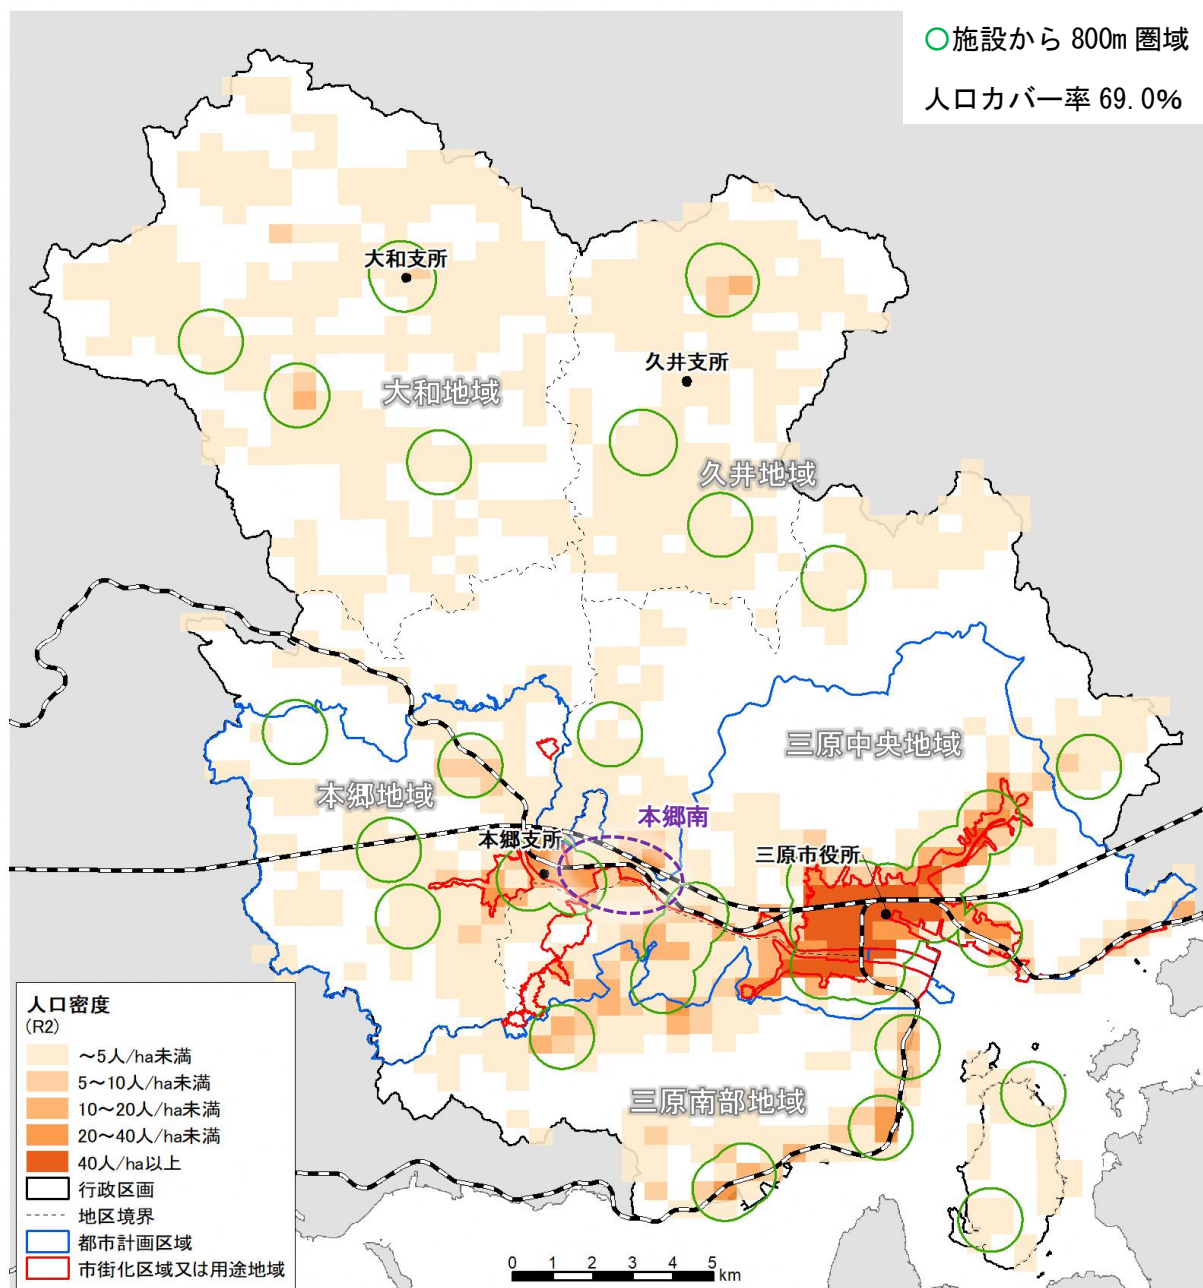 ○施設から 800m 圏域
人口カバー率 69.0%
大和支所
久井支所
大和地域
久井地域
三原中央地域
本郷地域
本郷南
本郷支所
三原市役所
三原南部地域
人口密度
(R2)
～5人/ha未満
5～10人/ha未満
10～20人/ha未満
20～40人/ha未満
40人/ha以上
行政区画
地区境界
都市計画区域
市街化区域又は用途地域
0 1 2 3 4 5
km